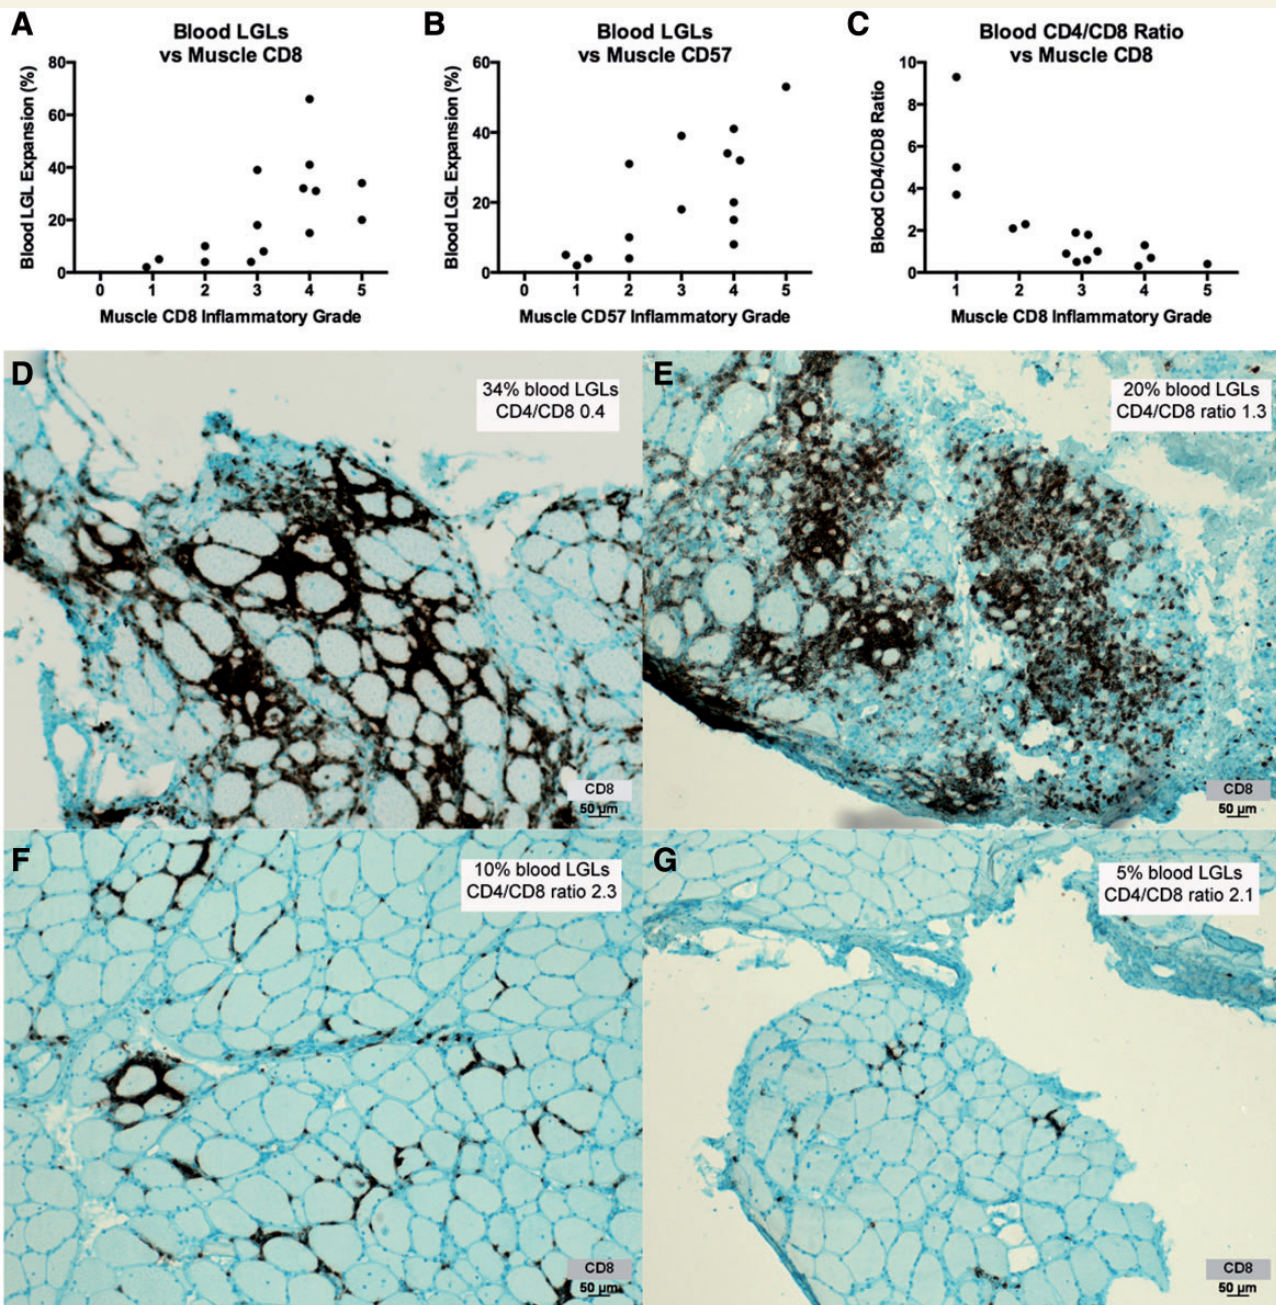 A
Blood LGLs
vs Muscle CD8
Blood LGL Expansion (%)
80
60
40
20
0
0 1 2 3 4 5
Muscle CD8 Inflammatory Grade
B
Blood LGLs
vs Muscle CD57
Blood LGL Expansion (%)
60
40
20
0
0 1 2 3 4 5
Muscle CD57 Inflammatory Grade
C
Blood CD4/CD8 Ratio
vs Muscle CD8
Blood CD4/CD8 Ratio
10
8
6
4
2
0
1 2 3 4 5
Muscle CD8 Inflammatory Grade
D
34% blood LGLs
CD4/CD8 0.4
CD8
50 µm
E
20% blood LGLs
CD4/CD8 ratio 1.3
CD8
50 µm
F
10% blood LGLs
CD4/CD8 ratio 2.3
CD8
50 µm
G
5% blood LGLs
CD4/CD8 ratio 2.1
CD8
50 µm